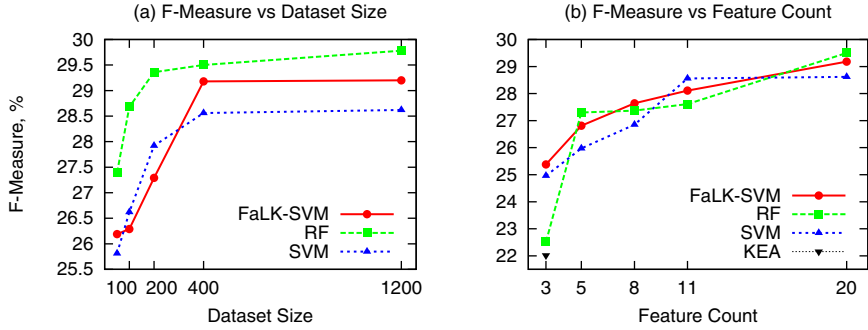 (a) F-Measure vs Dataset Size
F-Measure, %
30
29.5
29
28.5
28
27.5
27
26.5
26
25.5
100 200 400 1200
Dataset Size
FaLK-SVM
RF
SVM
(b) F-Measure vs Feature Count
30
29
28
27
26
25
24
23
22
3 5 8 11 20
Feature Count
FaLK-SVM
RF
SVM
KEA